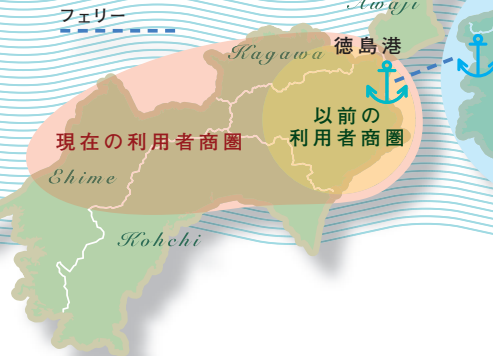 フェリー
Awaji
Kagawa
徳島港
以前の
利用者商圏
現在の利用者商圏
Ehime
Kohchi